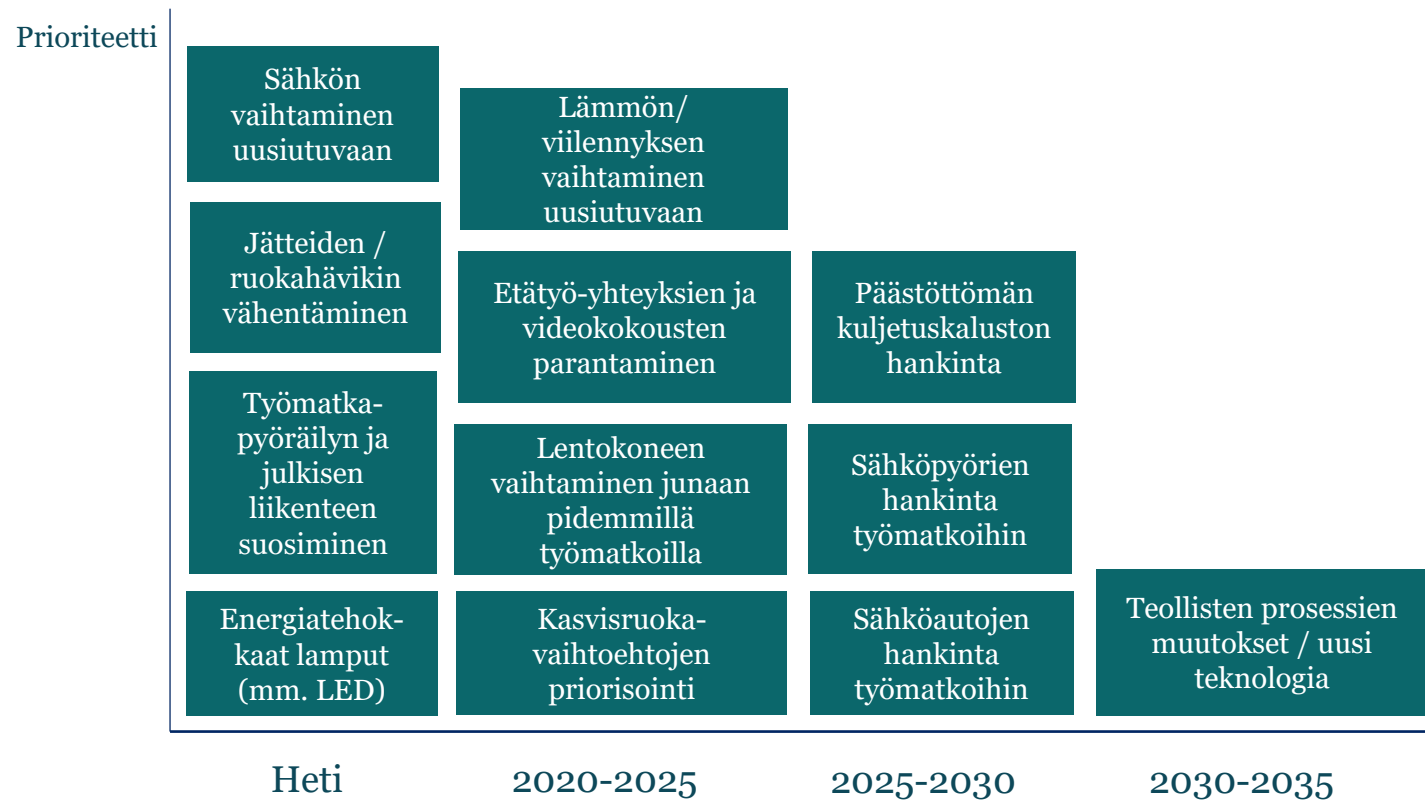 Prioriteetti
Sähkön
vaihtaminen
uusiutuvaan
Jätteiden /
ruokahävikin
vähentäminen
Työmatka-
pyöräilyn ja
julkisen
liikenteen
suosiminen
Energiatehok-
kaat lamput
(mm. LED)
Lämmön/
viilennyksen
vaihtaminen
uusiutuvaan
Etätyö-yhteyksien ja
videokokousten
parantaminen
Lentokoneen
vaihtaminen junaan
pidemmillä
työmatkoilla
Kasvisruoka-
vaihtoehtojen
priorisointi
Päästöttömän
kuljetuskaluston
hankinta
Sähköpyörien
hankinta
työmatkoihin
Sähköautojen
hankinta
työmatkoihin
Teollisten prosessien
muutokset / uusi
teknologia
Heti
2020-2025
2025-2030
2030-2035